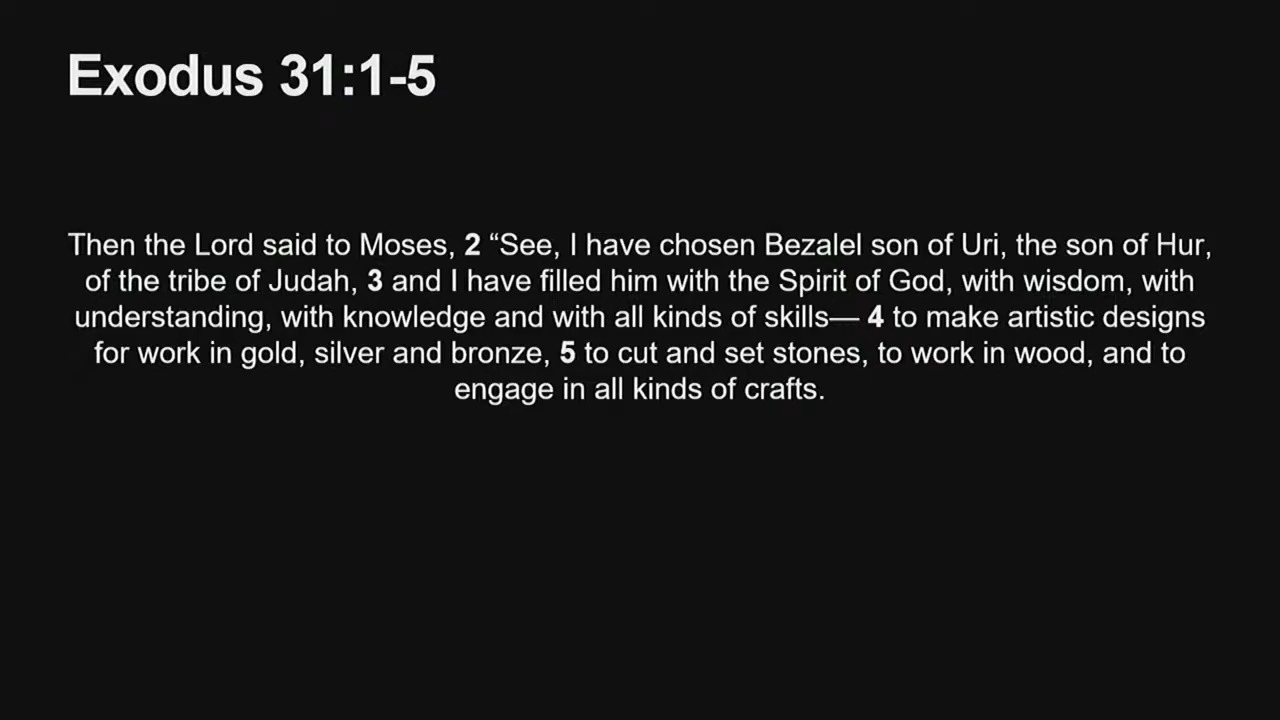 Exodus 31:1-5
Then the Lord said to Moses, 2 “See, I have chosen Bezalel son of Uri, the son of Hur,
of the tribe of Judah, 3 and I have filled him with the Spirit of God, with wisdom, with
understanding, with knowledge and with all kinds of skills— 4 to make artistic designs
for work in gold, silver and bronze, 5 to cut and set stones, to work in wood, and to
engage in all kinds of crafts.